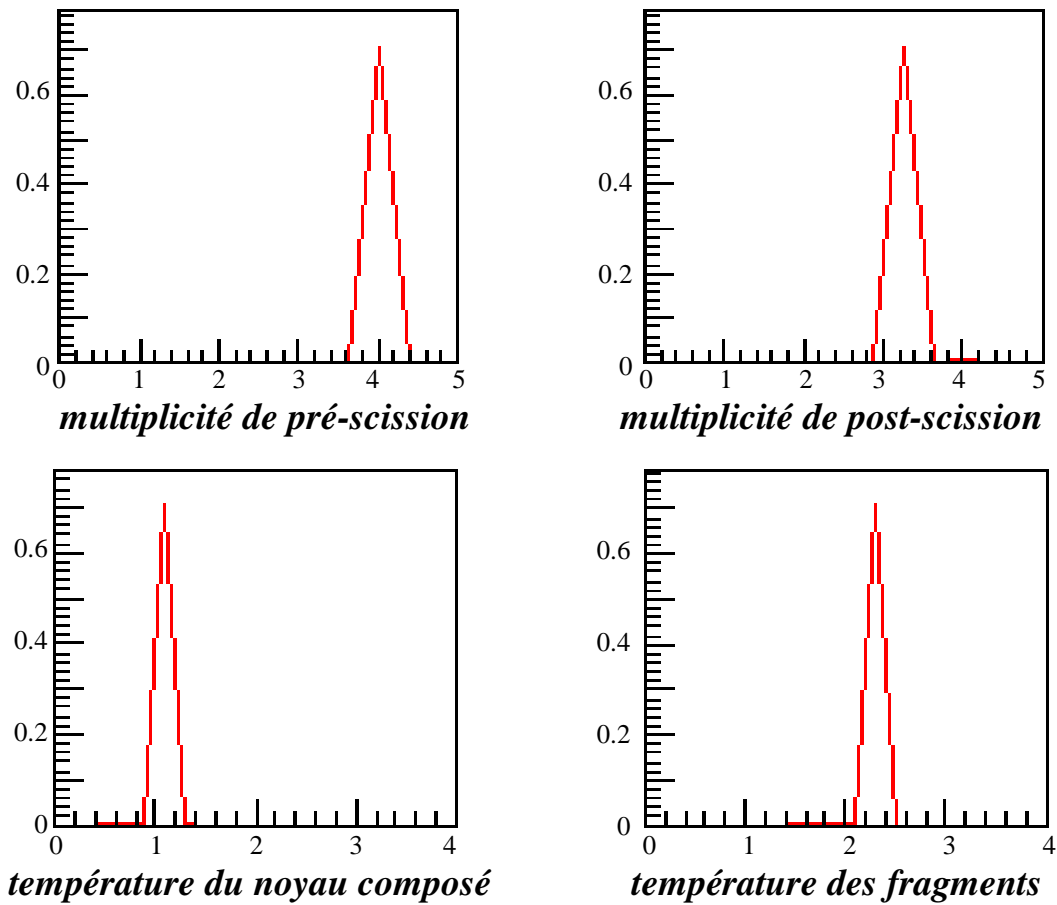 0.6
0.4
0.2
0
0 1 2 3 4 5
multiplicité de pré-scission
0.6
0.4
0.2
0
0 1 2 3 4 5
multiplicité de post-scission
0.6
0.4
0.2
0
0 1 2 3 4
température du noyau composé
0.6
0.4
0.2
0
0 1 2 3 4
température des fragments